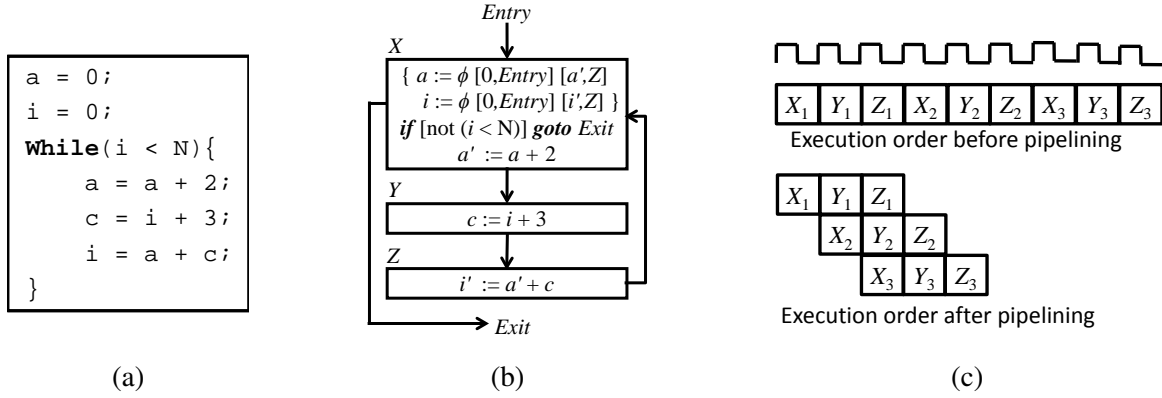 a = 0;
i = 0;
While(i < N){
a = a + 2;
c = i + 3;
i = a + c;
}
(a)
Entry
X
{ a := ϕ [0,Entry] [a′,Z]
i := ϕ [0,Entry] [i′,Z] }
if [not (i < N)] goto Exit
a′ := a + 2
Y
c := i + 3
Z
i′ := a′ + c
Exit
(b)
X₁ Y₁ Z₁ X₂ Y₂ Z₂ X₃ Y₃ Z₃
Execution order before pipelining
X₁ Y₁ Z₁
X₂ Y₂ Z₂
X₃ Y₃ Z₃
Execution order after pipelining
(c)